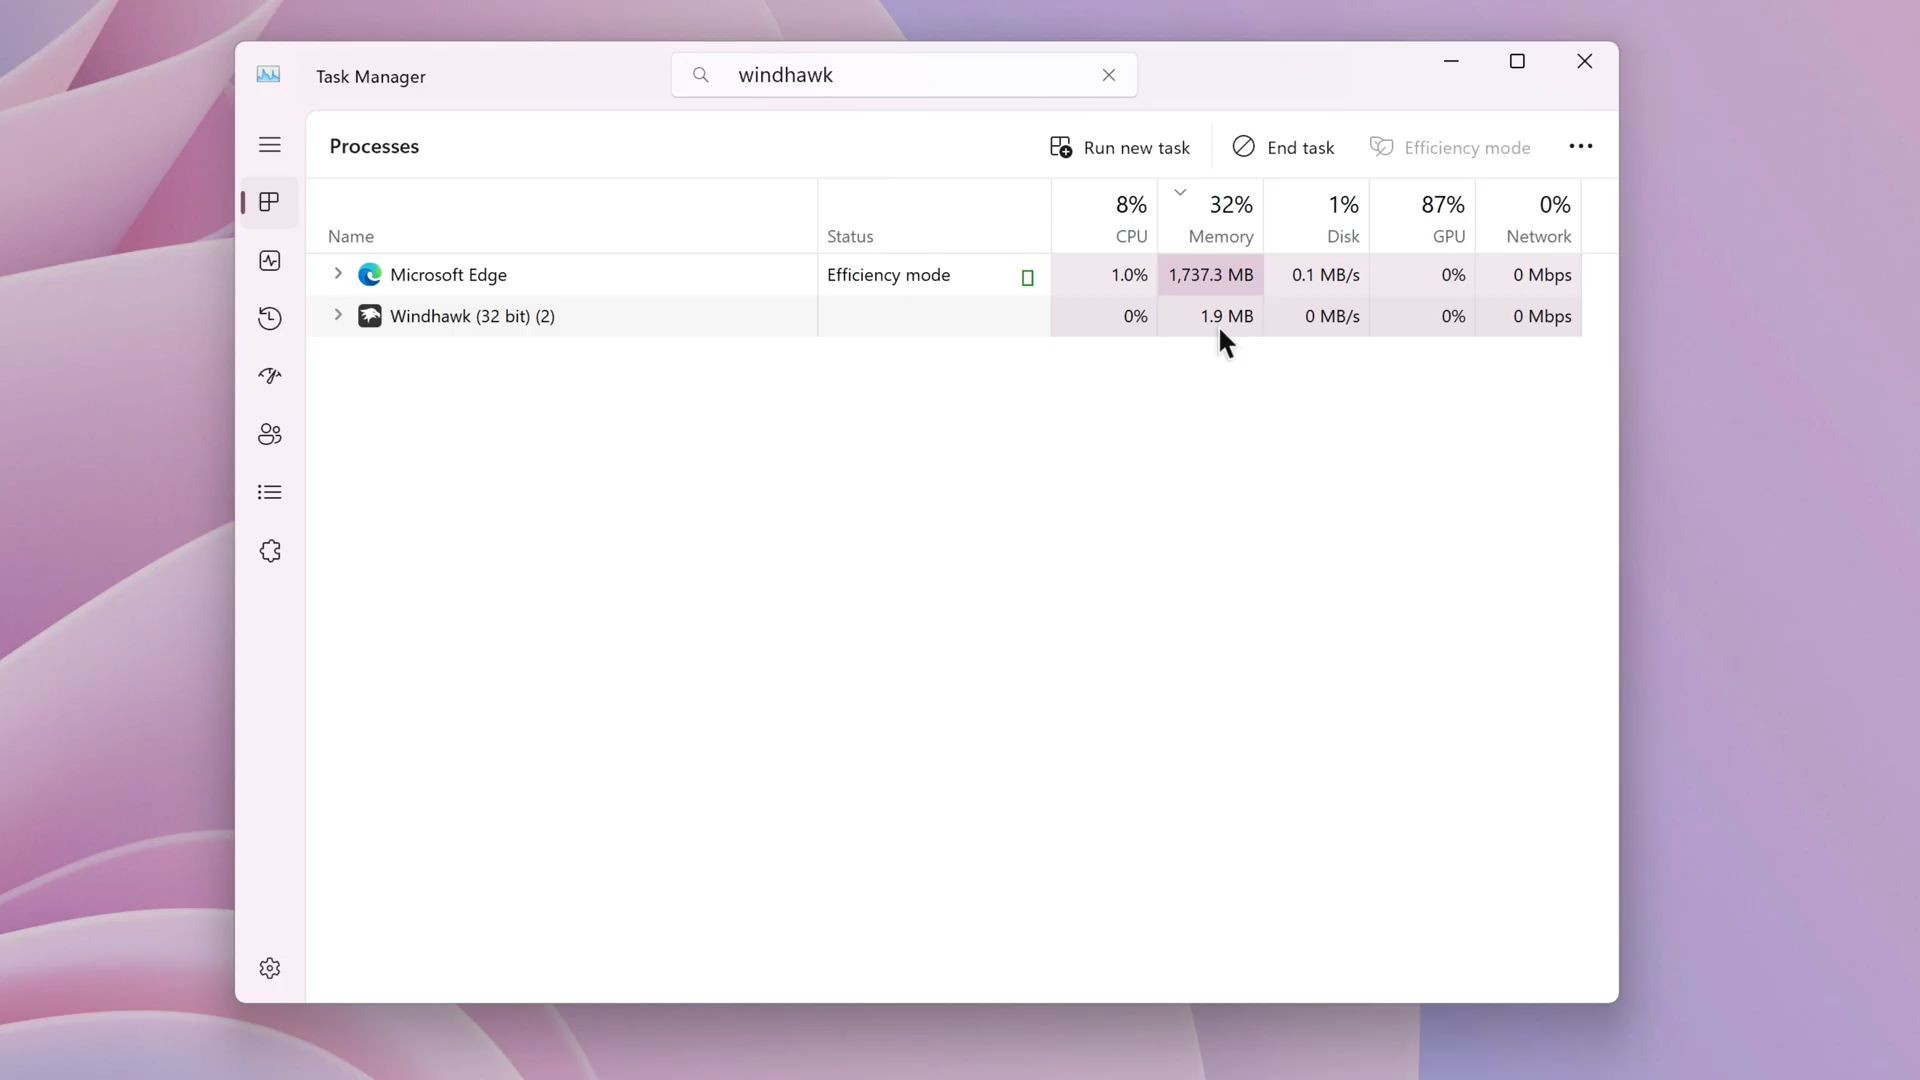 Task Manager
windhawk
Processes
Run new task
End task
Efficiency mode
8% 32% 1% 87% 0%
Name Status CPU Memory Disk GPU Network
Microsoft Edge Efficiency mode 1.0% 1,737.3 MB 0.1 MB/s 0% 0 Mbps
Windhawk (32 bit) (2) 0% 1.9 MB 0 MB/s 0% 0 Mbps